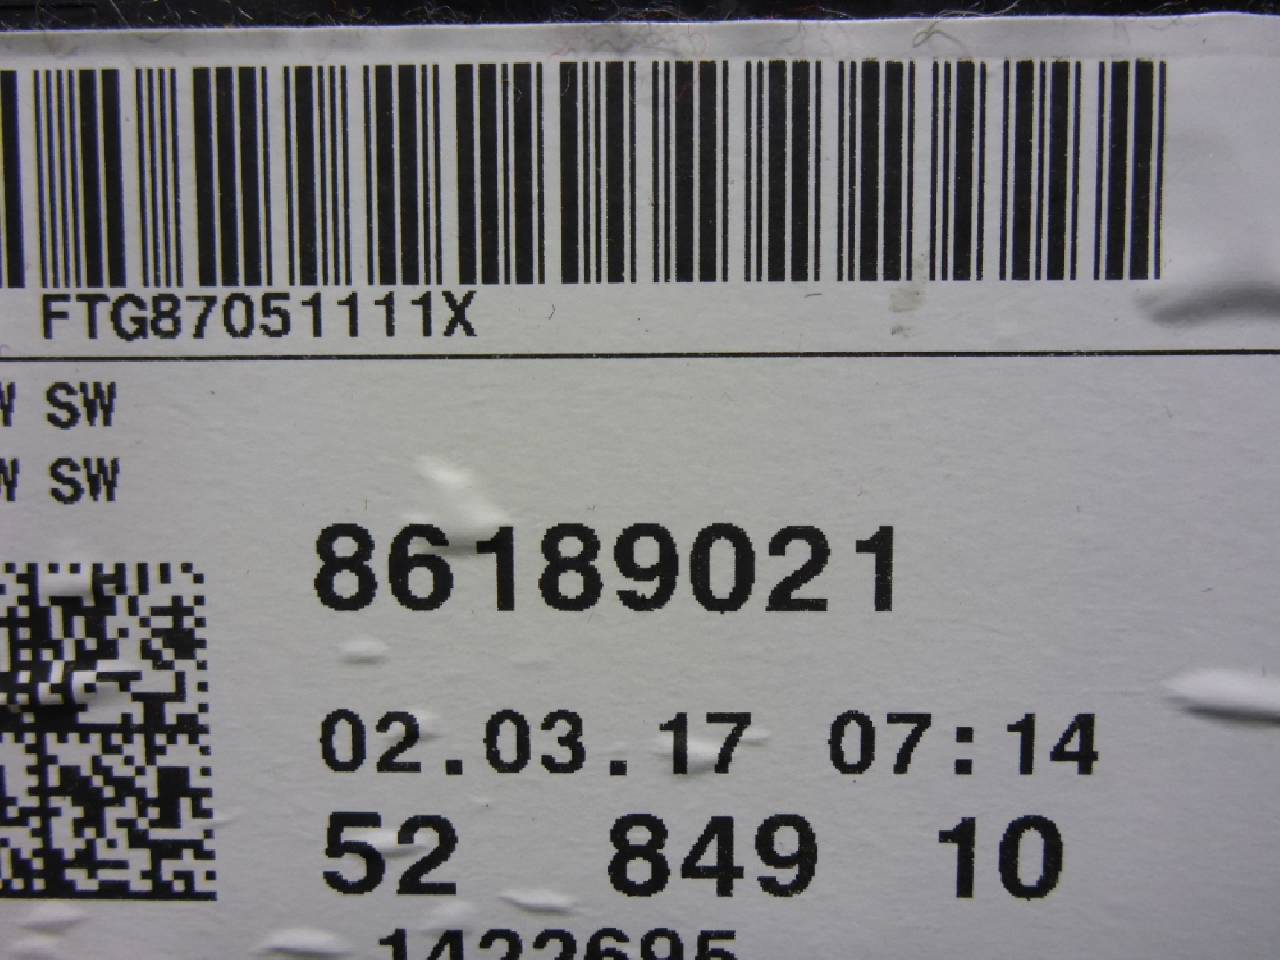 FTG87051111X
SW
SW
86189021
02.03.17 07:14
52 849 10